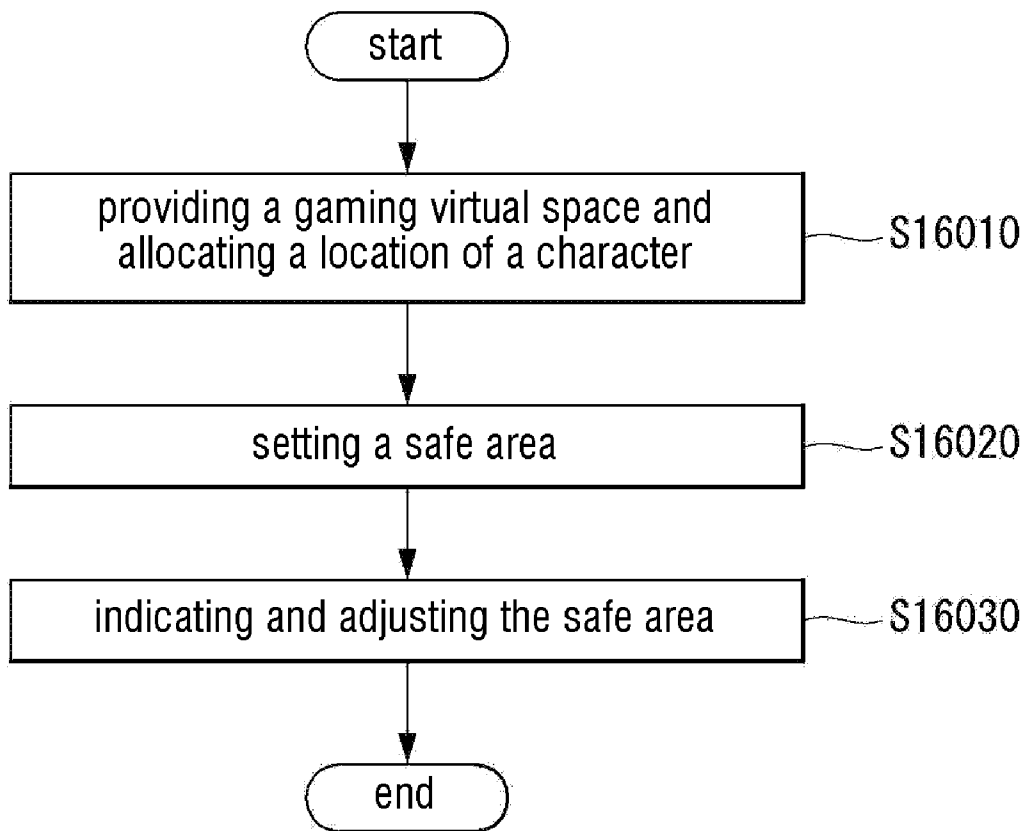 start
providing a gaming virtual space and
allocating a location of a character
S16010
setting a safe area
S16020
indicating and adjusting the safe area
S16030
end